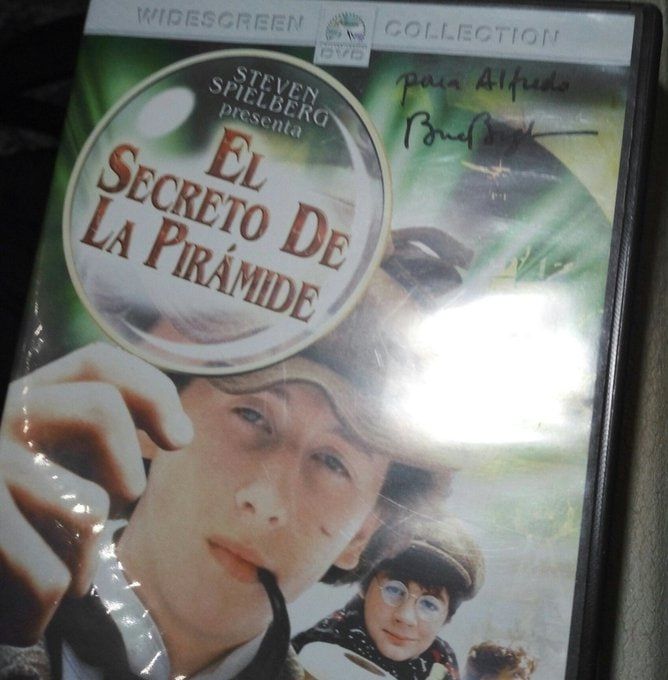 WIDESCREEN DVD COLLECTION
STEVEN
SPIELBERG
presenta
EL
SECRETO DE
LA PIRÁMIDE
para Alfredo